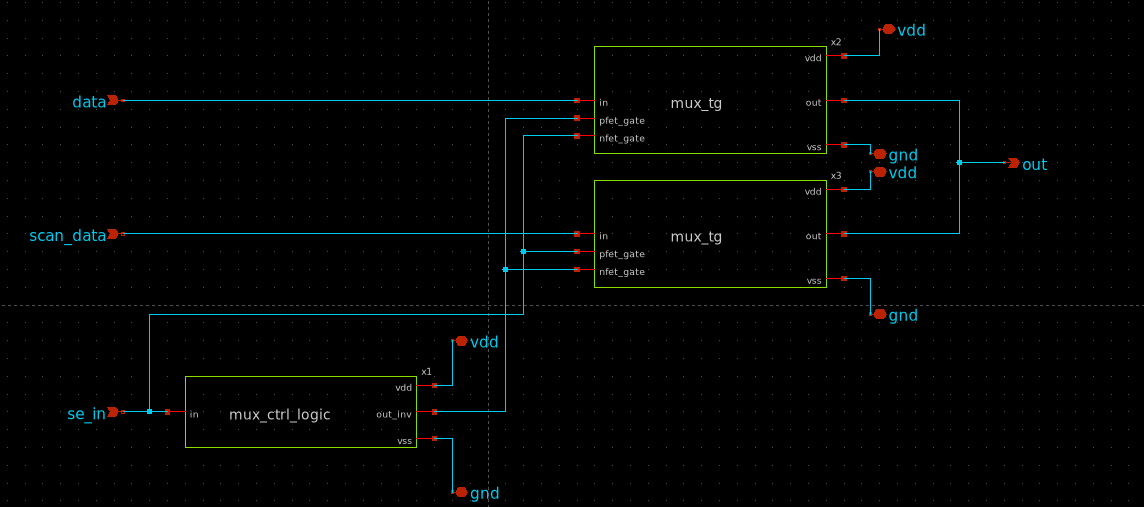 vdd
x2
vdd
data
in
mux_tg
out
pfet_gate
nfet_gate
vss
gnd
out
vdd
x3
vdd
scan_data
in
mux_tg
out
pfet_gate
nfet_gate
vss
gnd
vdd
x1
vdd
se_in
in
mux_ctrl_logic
out_inv
vss
gnd